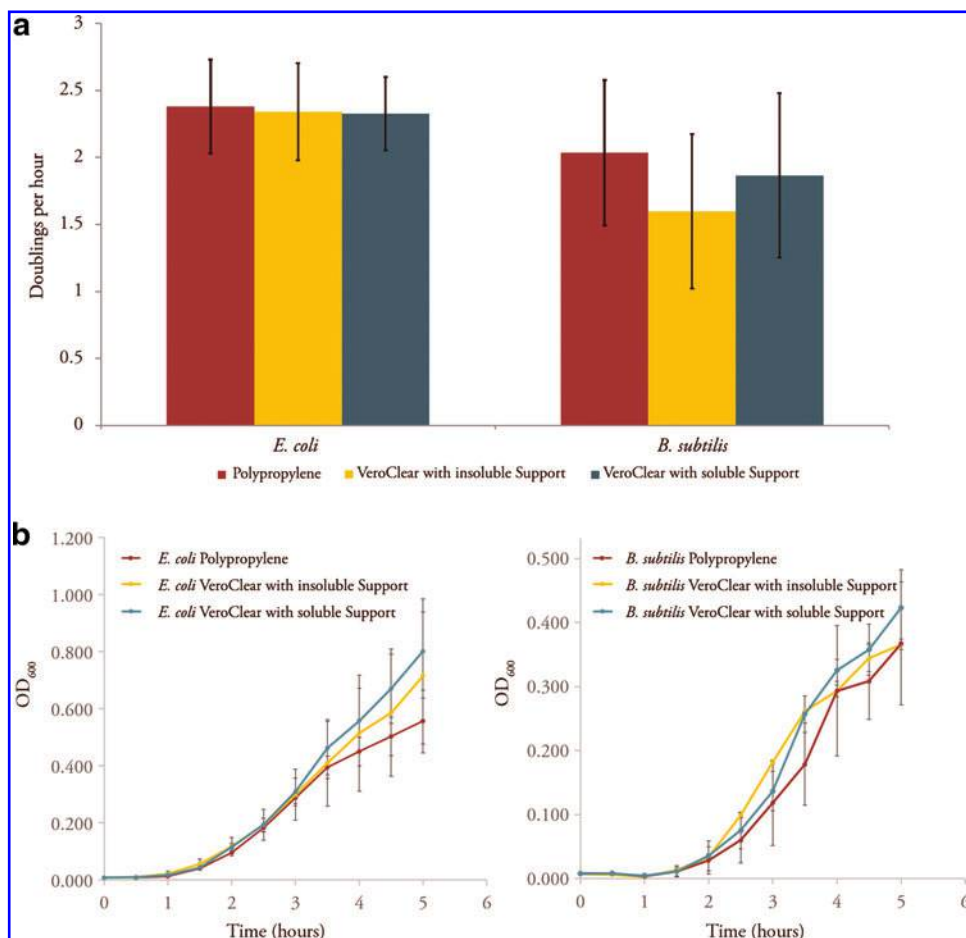 a
3
2.5
2
1.5
1
0.5
0
Doublings per hour
E. coli
B. subtilis
Polypropylene
VeroClear with insoluble Support
VeroClear with soluble Support
b
1.200
1.000
0.800
0.600
0.400
0.200
0.000
OD600
E. coli Polypropylene
E. coli VeroClear with insoluble Support
E. coli VeroClear with soluble Support
0 1 2 3 4 5 6
Time (hours)
0.500
0.400
0.300
0.200
0.100
0.000
OD600
B. subtilis Polypropylene
B. subtilis VeroClear with insoluble Support
B. subtilis VeroClear with soluble Support
0 1 2 3 4 5 6
Time (hours)